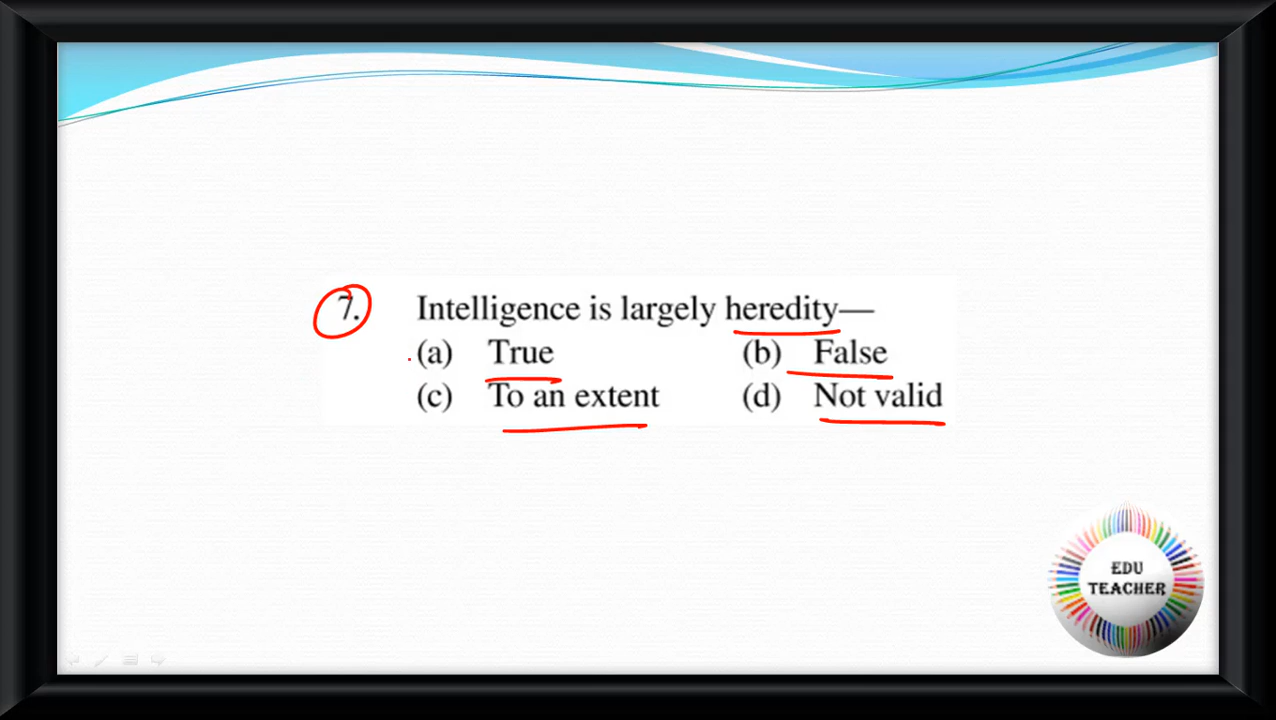 7. Intelligence is largely heredity—
(a) True (b) False
(c) To an extent (d) Not valid
EDU
TEACHER